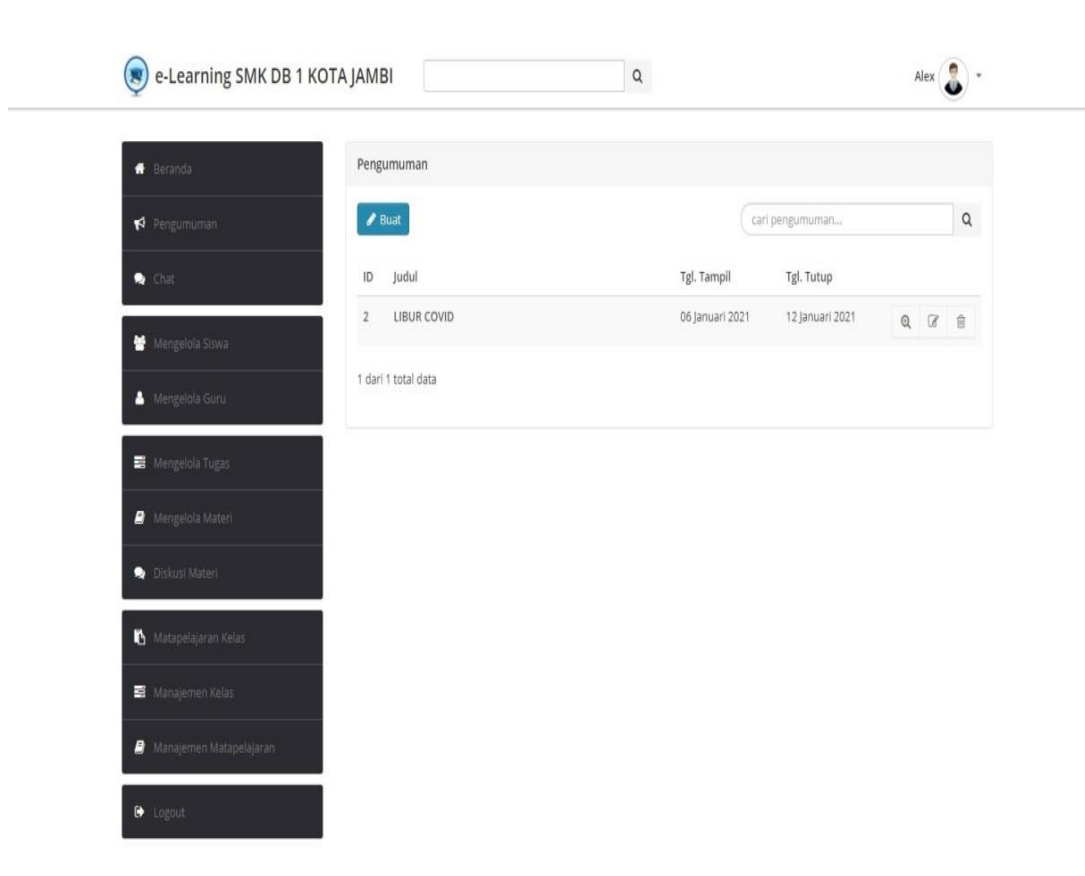 e-Learning SMK DB 1 KOTA JAMBI
Alex
Beranda
Pengumuman
Chat
Mengelola Siswa
Mengelola Guru
Mengelola Tugas
Mengelola Materi
Diskusi Materi
Matapelajaran Kelas
Manajemen Kelas
Manajemen Matapelajaran
Logout
Pengumuman
Buat
cari pengumuman...
ID Judul Tgl. Tampil Tgl. Tutup
2 LIBUR COVID 06 Januari 2021 12 Januari 2021
1 dari 1 total data